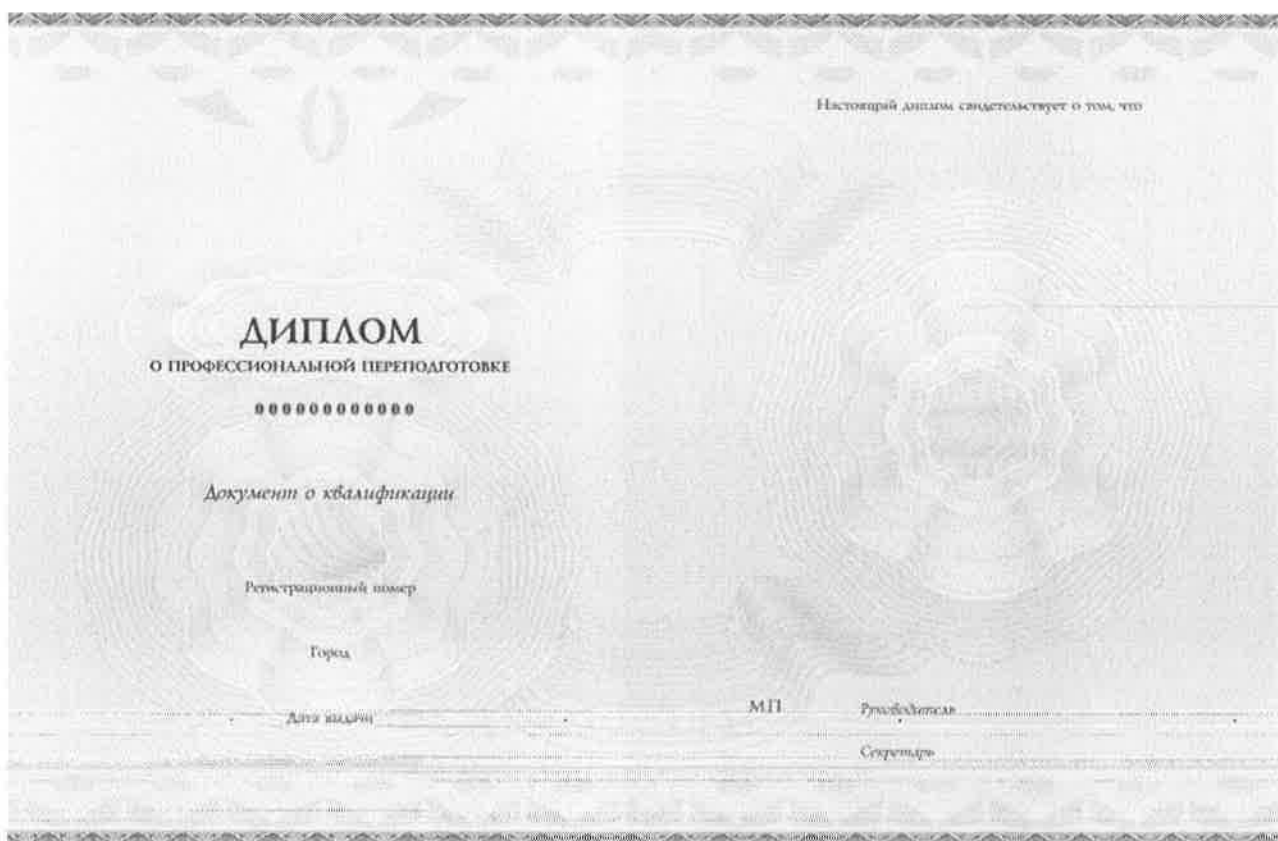 ДИПЛОМ
О ПРОФЕССИОНАЛЬНОЙ ПЕРЕПОДГОТОВКЕ
000000000000
Документ о квалификации
Регистрационный номер
Город
Дата выдачи
Настоящий диплом свидетельствует о том, что
М.П.
Руководитель
Секретарь